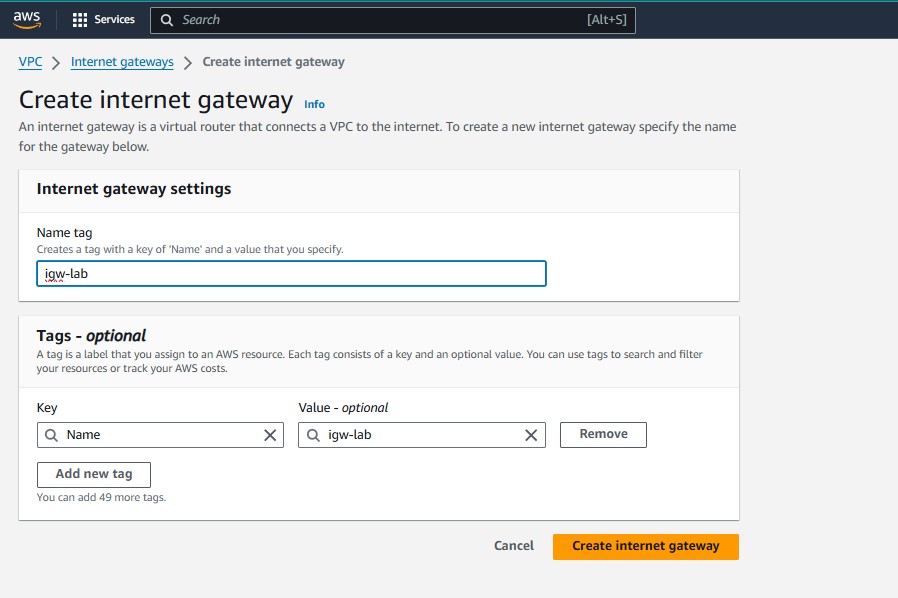 aws
Services
Search
[Alt+S]
VPC
Internet gateways
Create internet gateway
Create internet gateway Info
An internet gateway is a virtual router that connects a VPC to the internet. To create a new internet gateway specify the name
for the gateway below.
Internet gateway settings
Name tag
Creates a tag with a key of 'Name' and a value that you specify.
igw-lab
Tags - optional
A tag is a label that you assign to an AWS resource. Each tag consists of a key and an optional value. You can use tags to search and filter
your resources or track your AWS costs.
Key
Value - optional
Name
igw-lab
Remove
Add new tag
You can add 49 more tags.
Cancel
Create internet gateway